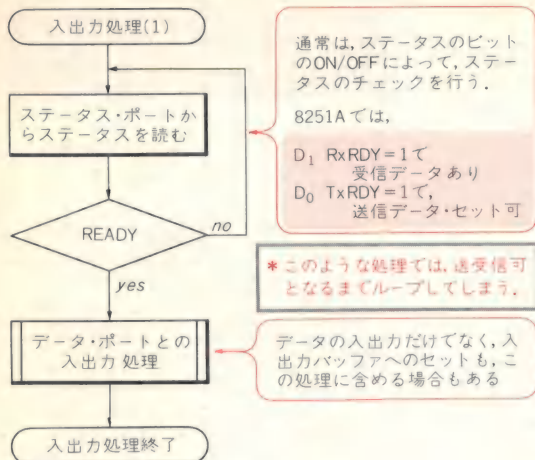 入出力処理(1)
ステータス・ポートか
らステータスを読む
READY
no
yes
データ・ポートとの
入出力処理
入出力処理終了
通常は,ステータスのビット
のON/OFFによって,ステー
タスのチェックを行う.
8251Aでは,
D₁ RxRDY=1で
受信データあり
D₀ TxRDY=1で,
送信データ・セット可
*このような処理では,送受信可
となるまでループしてしまう.
データの入出力だけでなく,入
出力バッファへのセットも,こ
の処理に含める場合もある